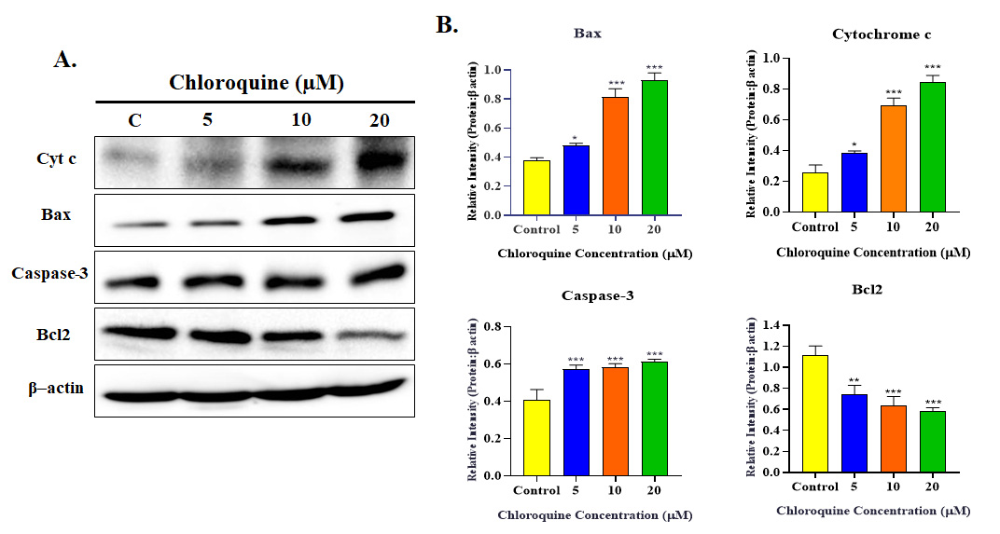 A.
Chloroquine (µM)
C 5 10 20
Cyt c
Bax
Caspase-3
Bcl2
β–actin
B.
Bax
Relative Intensity (Protein:β actin)
1.0
0.8
0.6
0.4
0.2
0.0
* *** ***
Control 5 10 20
Chloroquine Concentration (µM)
Cytochrome c
Relative Intensity (Protein:β actin)
1.0
0.8
0.6
0.4
0.2
0.0
* *** ***
Control 5 10 20
Chloroquine Concentration (µM)
Caspase-3
Relative Intensity (Protein:β actin)
0.8
0.6
0.4
0.2
0.0
*** *** ***
Control 5 10 20
Chloroquine Concentration (µM)
Bcl2
Relative Intensity (Protein:β actin)
1.4
1.2
1.0
0.8
0.6
0.4
0.2
0.0
** *** ***
Control 5 10 20
Chloroquine Concentration (µM)